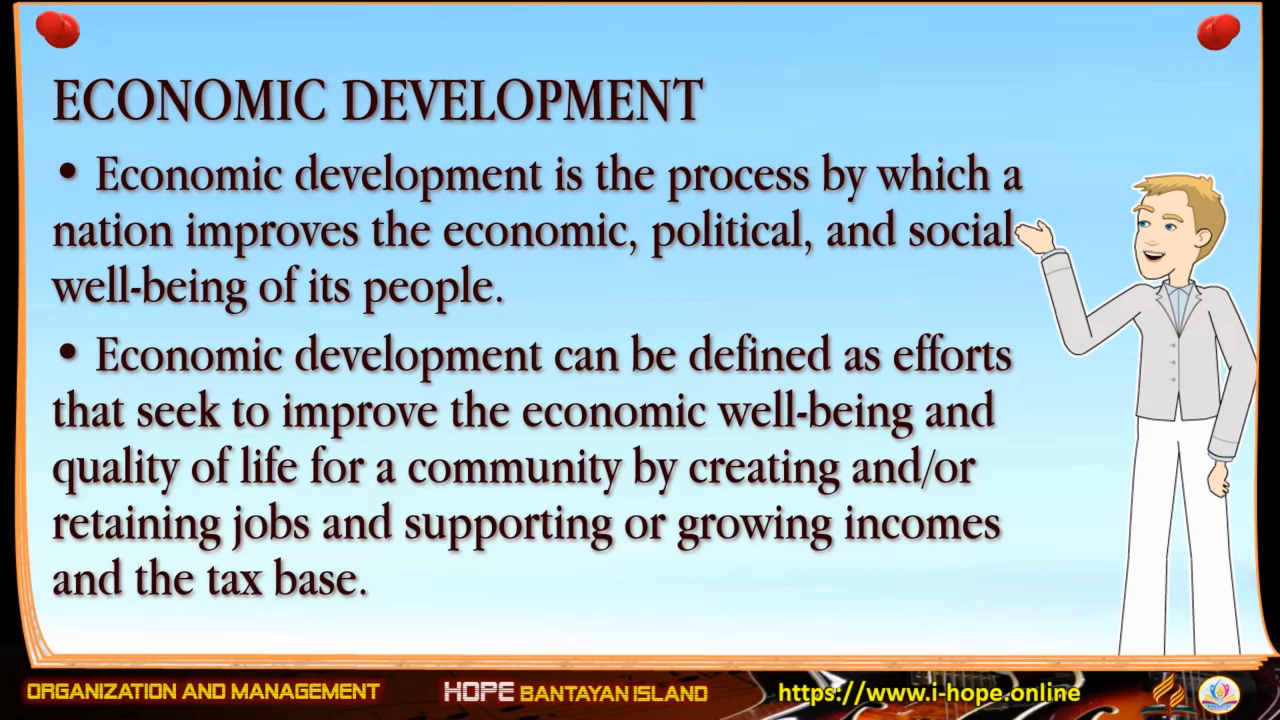 ECONOMIC DEVELOPMENT
• Economic development is the process by which a
nation improves the economic, political, and social
well-being of its people.
• Economic development can be defined as efforts
that seek to improve the economic well-being and
quality of life for a community by creating and/or
retaining jobs and supporting or growing incomes
and the tax base.
ORGANIZATION AND MANAGEMENT HOPE BANTAYAN ISLAND https://www.i-hope.online